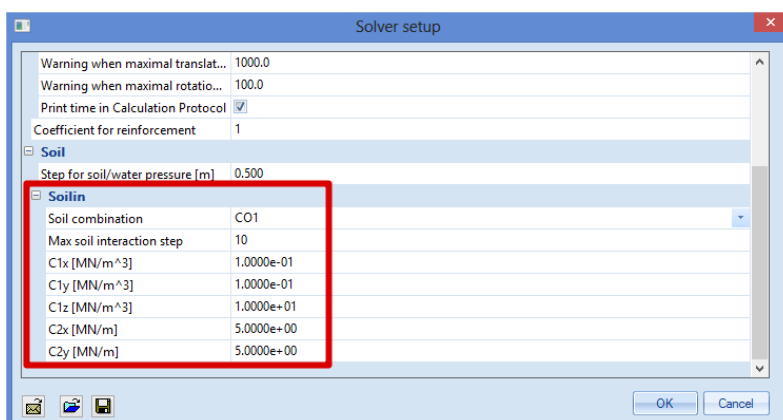 Solver setup
Warning when maximal translat... 1000.0
Warning when maximal rotatio... 100.0
Print time in Calculation Protocol
Coefficient for reinforcement 1
Soil
Step for soil/water pressure [m] 0.500
Soilin
Soil combination CO1
Max soil interaction step 10
C1x [MN/m^3] 1.0000e-01
C1y [MN/m^3] 1.0000e-01
C1z [MN/m^3] 1.0000e+01
C2x [MN/m] 5.0000e+00
C2y [MN/m] 5.0000e+00
OK Cancel